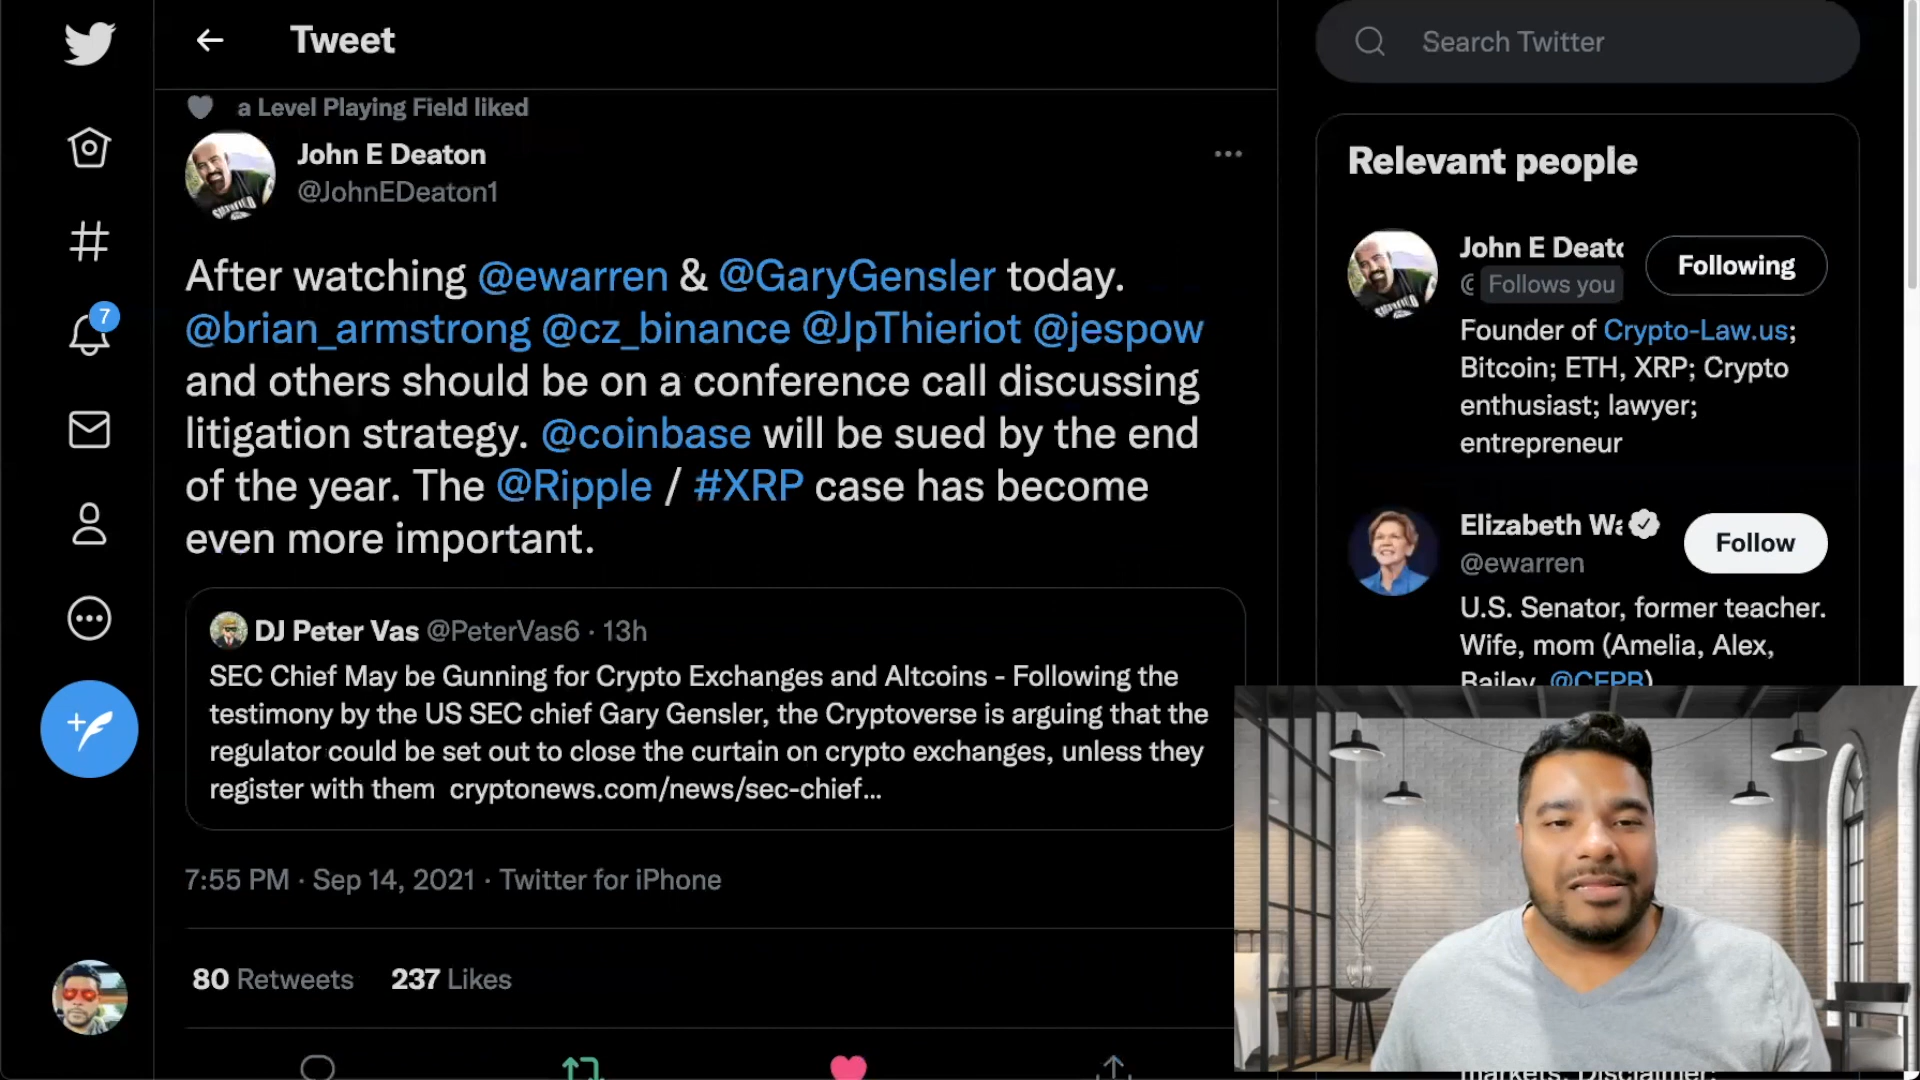 Tweet
Search Twitter
a Level Playing Field liked
John E Deaton
@JohnEDeaton1
After watching @ewarren & @GaryGensler today.
@brian_armstrong @cz_binance @JpThieriot @jespow
and others should be on a conference call discussing
litigation strategy. @coinbase will be sued by the end
of the year. The @Ripple / #XRP case has become
even more important.
DJ Peter Vas @PeterVas6 · 13h
SEC Chief May be Gunning for Crypto Exchanges and Altcoins - Following the
testimony by the US SEC chief Gary Gensler, the Cryptoverse is arguing that the
regulator could be set out to close the curtain on crypto exchanges, unless they
register with them cryptonews.com/news/sec-chief...
7:55 PM · Sep 14, 2021 · Twitter for iPhone
80 Retweets 237 Likes
7
Relevant people
John E Deato
Following
@ Follows you
Founder of Crypto-Law.us;
Bitcoin; ETH, XRP; Crypto
enthusiast; lawyer;
entrepreneur
Elizabeth Wa
Follow
@ewarren
U.S. Senator, former teacher.
Wife, mom (Amelia, Alex,
Bailey, @CFPB)
markets. Disclaimer: